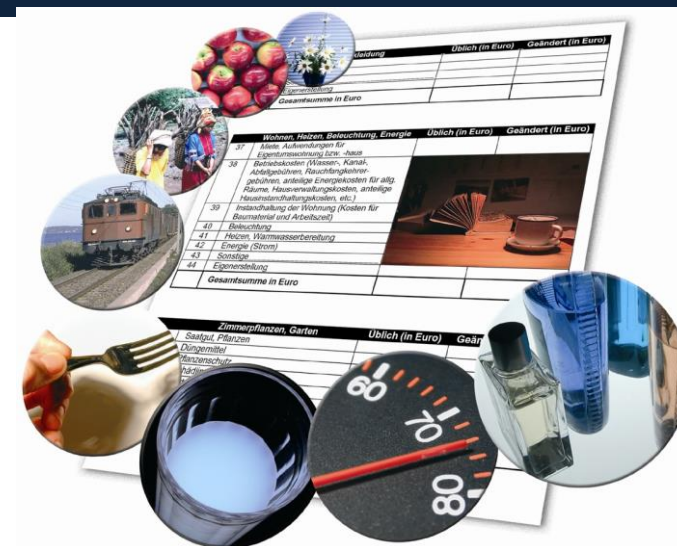 kleidung Üblich (in Euro) Geändert (in Euro)
Eigenerstellung
Gesamtsumme in Euro
Wohnen, Heizen, Beleuchtung, Energie Üblich (in Euro) Geändert (in Euro)
37 Miete, Aufwendungen für
Eigentumswohnung bzw. -haus
38 Betriebskosten (Wasser-, Kanal-,
Abfallgebühren, Rauchfangkehrer-
gebühren, anteilige Energiekosten für allg.
Räume, Hausverwaltungskosten, anteilige
Hausinstandhaltungskosten, etc.)
39 Instandhaltung der Wohnung (Kosten für
Baumaterial und Arbeitszeit)
40 Beleuchtung
41 Heizen, Warmwasserbereitung
42 Energie (Strom)
43 Sonstige
44 Eigenerstellung
Gesamtsumme in Euro
Zimmerpflanzen, Garten Üblich (in Euro) Geä
Saatgut, Pflanzen
Düngemittel
flanzenschutz
60
70
80